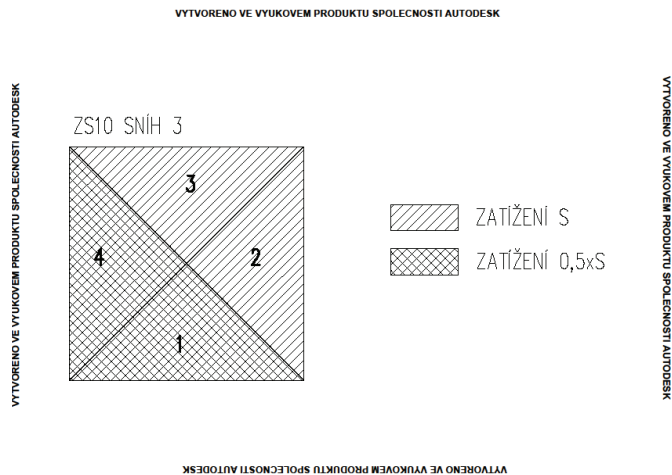 VYTVORENO VE VYUKOVEM PRODUKTU SPOLECNOSTI AUTODESK
VYTVORENO VE VYUKOVEM PRODUKTU SPOLECNOSTI AUTODESK
VYTVORENO VE VYUKOVEM PRODUKTU SPOLECNOSTI AUTODESK
ZS10 SNÍH 3
3
4
2
1
ZATÍŽENÍ S
ZATÍŽENÍ 0,5xS
VYTVORENO VE VYUKOVEM PRODUKTU SPOLECNOSTI AUTODESK